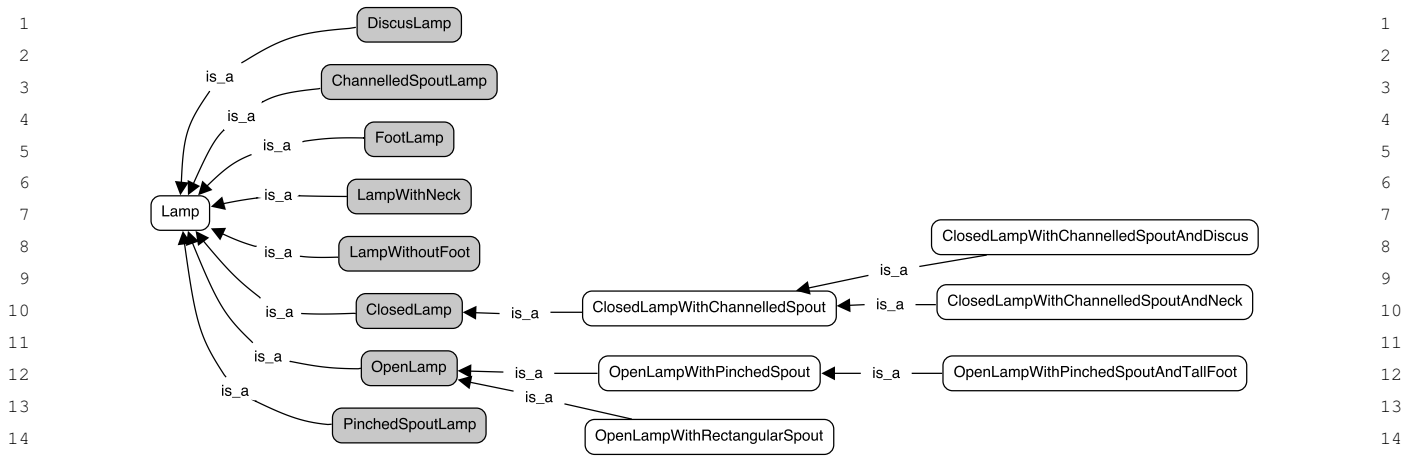 1 DiscusLamp 1
2 2
is_a
3 ChannelledSpoutLamp 3
4 is_a 4
FootLamp
5 is_a 5
6 6
is_a LampWithNeck
7 Lamp 7
ClosedLampWithChannelledSpoutAndDiscus
8 is_a LampWithoutFoot 8
is_a
9 9
ClosedLampWithChannelledSpoutAndNeck
10 is_a ClosedLamp is_a ClosedLampWithChannelledSpout is_a 10
11 11
is_a OpenLamp
12 is_a OpenLampWithPinchedSpout is_a OpenLampWithPinchedSpoutAndTallFoot 12
is_a is_a
13 13
PinchedSpoutLamp
14 OpenLampWithRectangularSpout 14